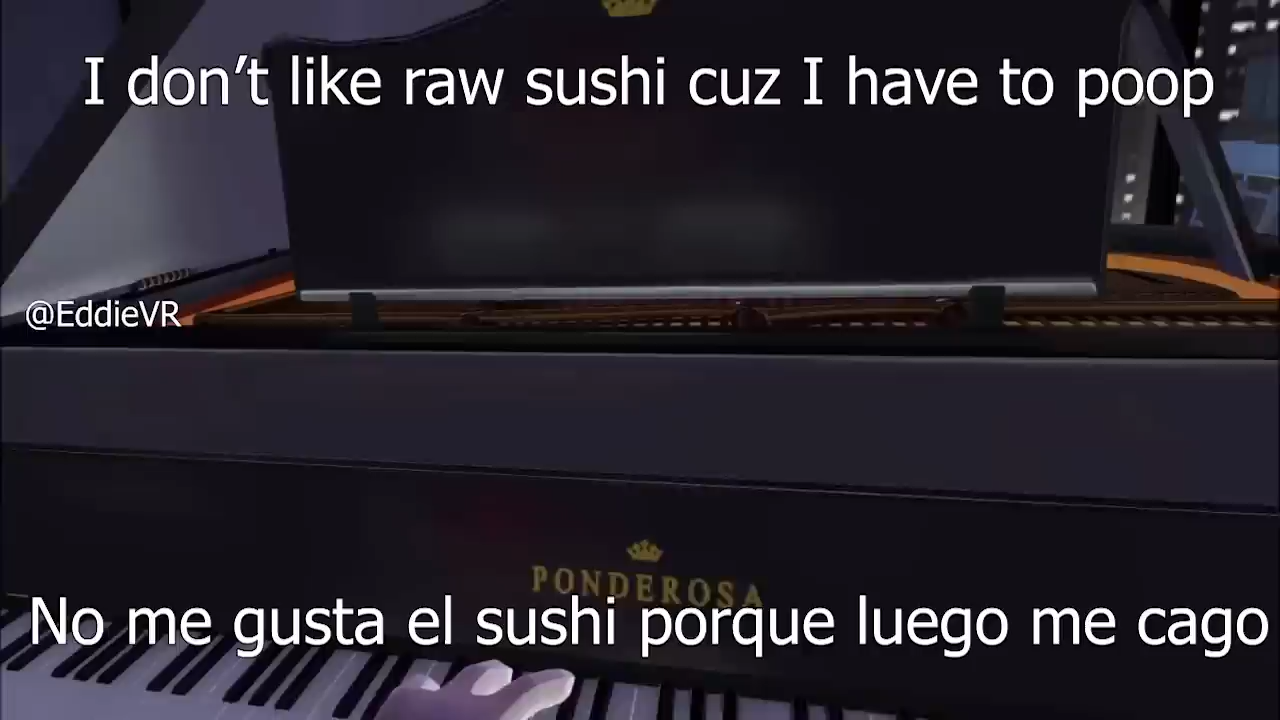 I don’t like raw sushi cuz I have to poop
@EddieVR
PONDEROSA
No me gusta el sushi porque luego me cago